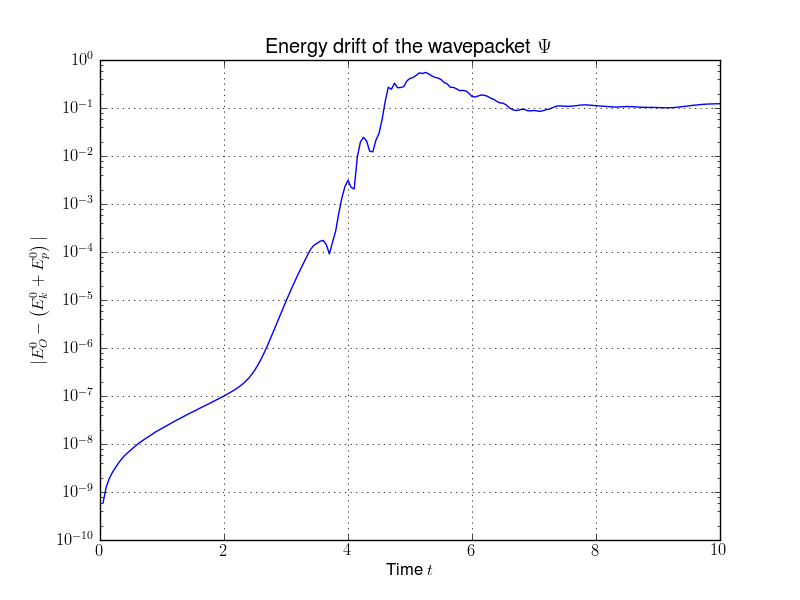 Energy drift of the wavepacket Ψ
10⁰
10⁻¹
10⁻²
10⁻³
10⁻⁴
10⁻⁵
10⁻⁶
10⁻⁷
10⁻⁸
10⁻⁹
10⁻¹⁰
|E_O^0 − (E_k^0 + E_p^0) |
0 2 4 6 8 10
Time t